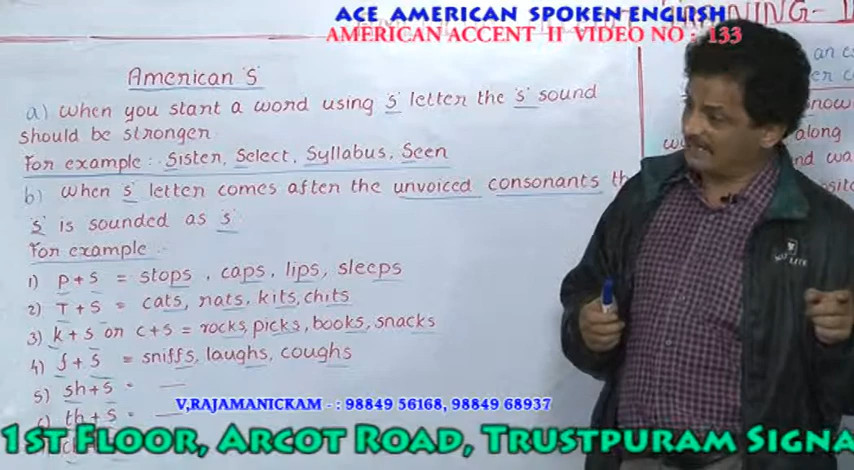 ACE AMERICAN SPOKEN ENGLISH
AMERICAN ACCENT II VIDEO NO : 133
American 'S'
a) when you start a word using 's' letter the 's' sound
should be stronger
For example : Sister, Select, Syllabus, Seen
b) when 's' letter comes after the unvoiced consonants
's' is sounded as 's'
For example
1) p+s = stops, caps, lips, sleeps
2) T+s = cats, nats, kits, chits
3) k+s or c+s = rocks, picks, books, snacks
4) f+s = sniffs, laughs, coughs
5) sh+s =
th+s =
V,RAJAMANICKAM - : 98849 56168, 98849 68937
1ST FLOOR, ARCOT ROAD, TRUSTPURAM SIGNA
along